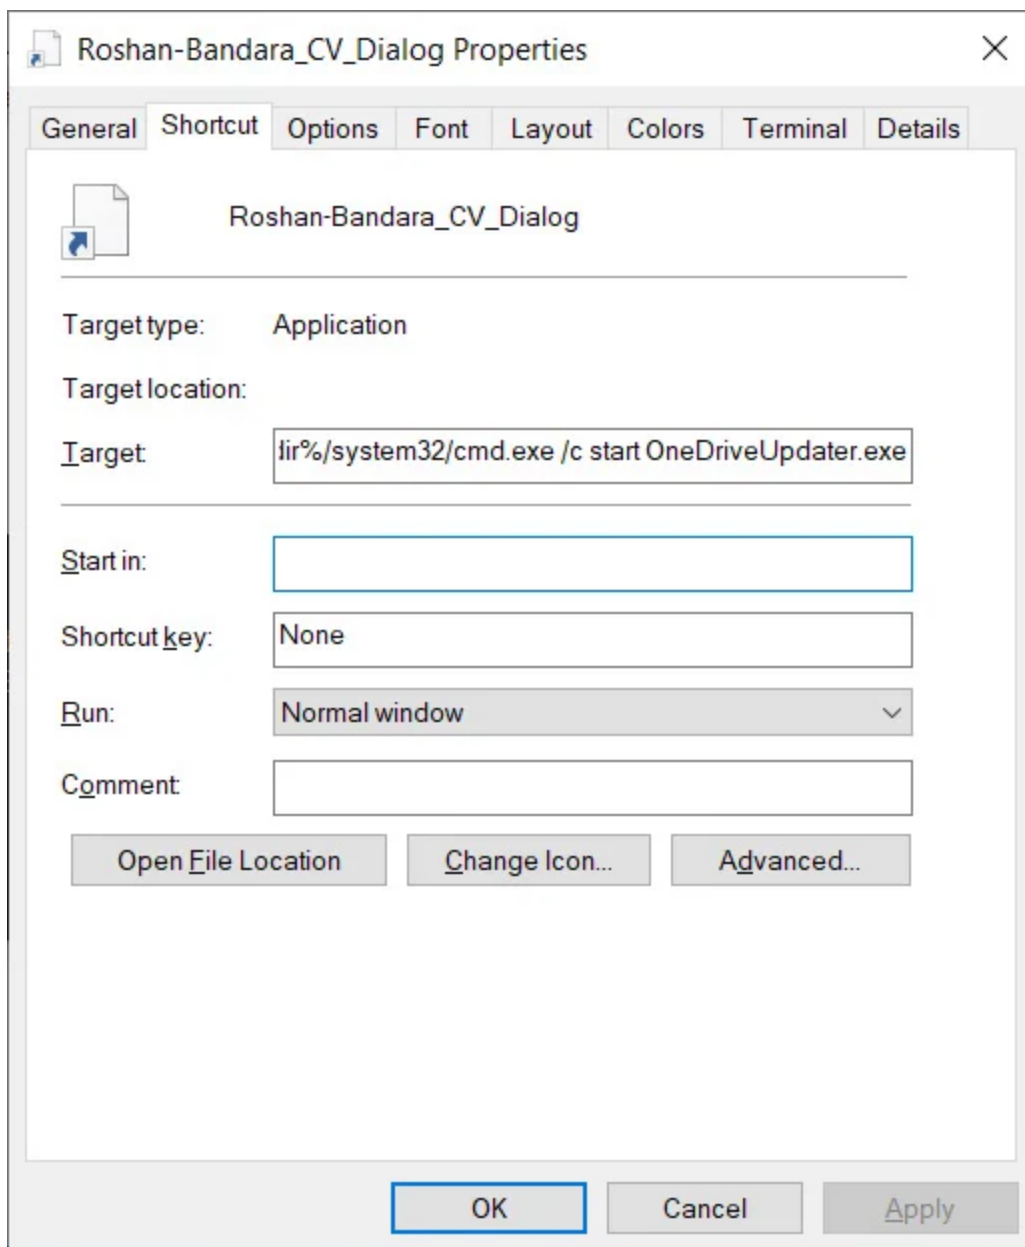 Roshan-Bandara_CV_Dialog Properties
General Shortcut Options Font Layout Colors Terminal Details
Roshan-Bandara_CV_Dialog
Target type: Application
Target location:
Target: dir%/system32/cmd.exe /c start OneDriveUpdater.exe
Start in:
Shortcut key: None
Run: Normal window
Comment:
Open File Location Change Icon... Advanced...
OK Cancel Apply